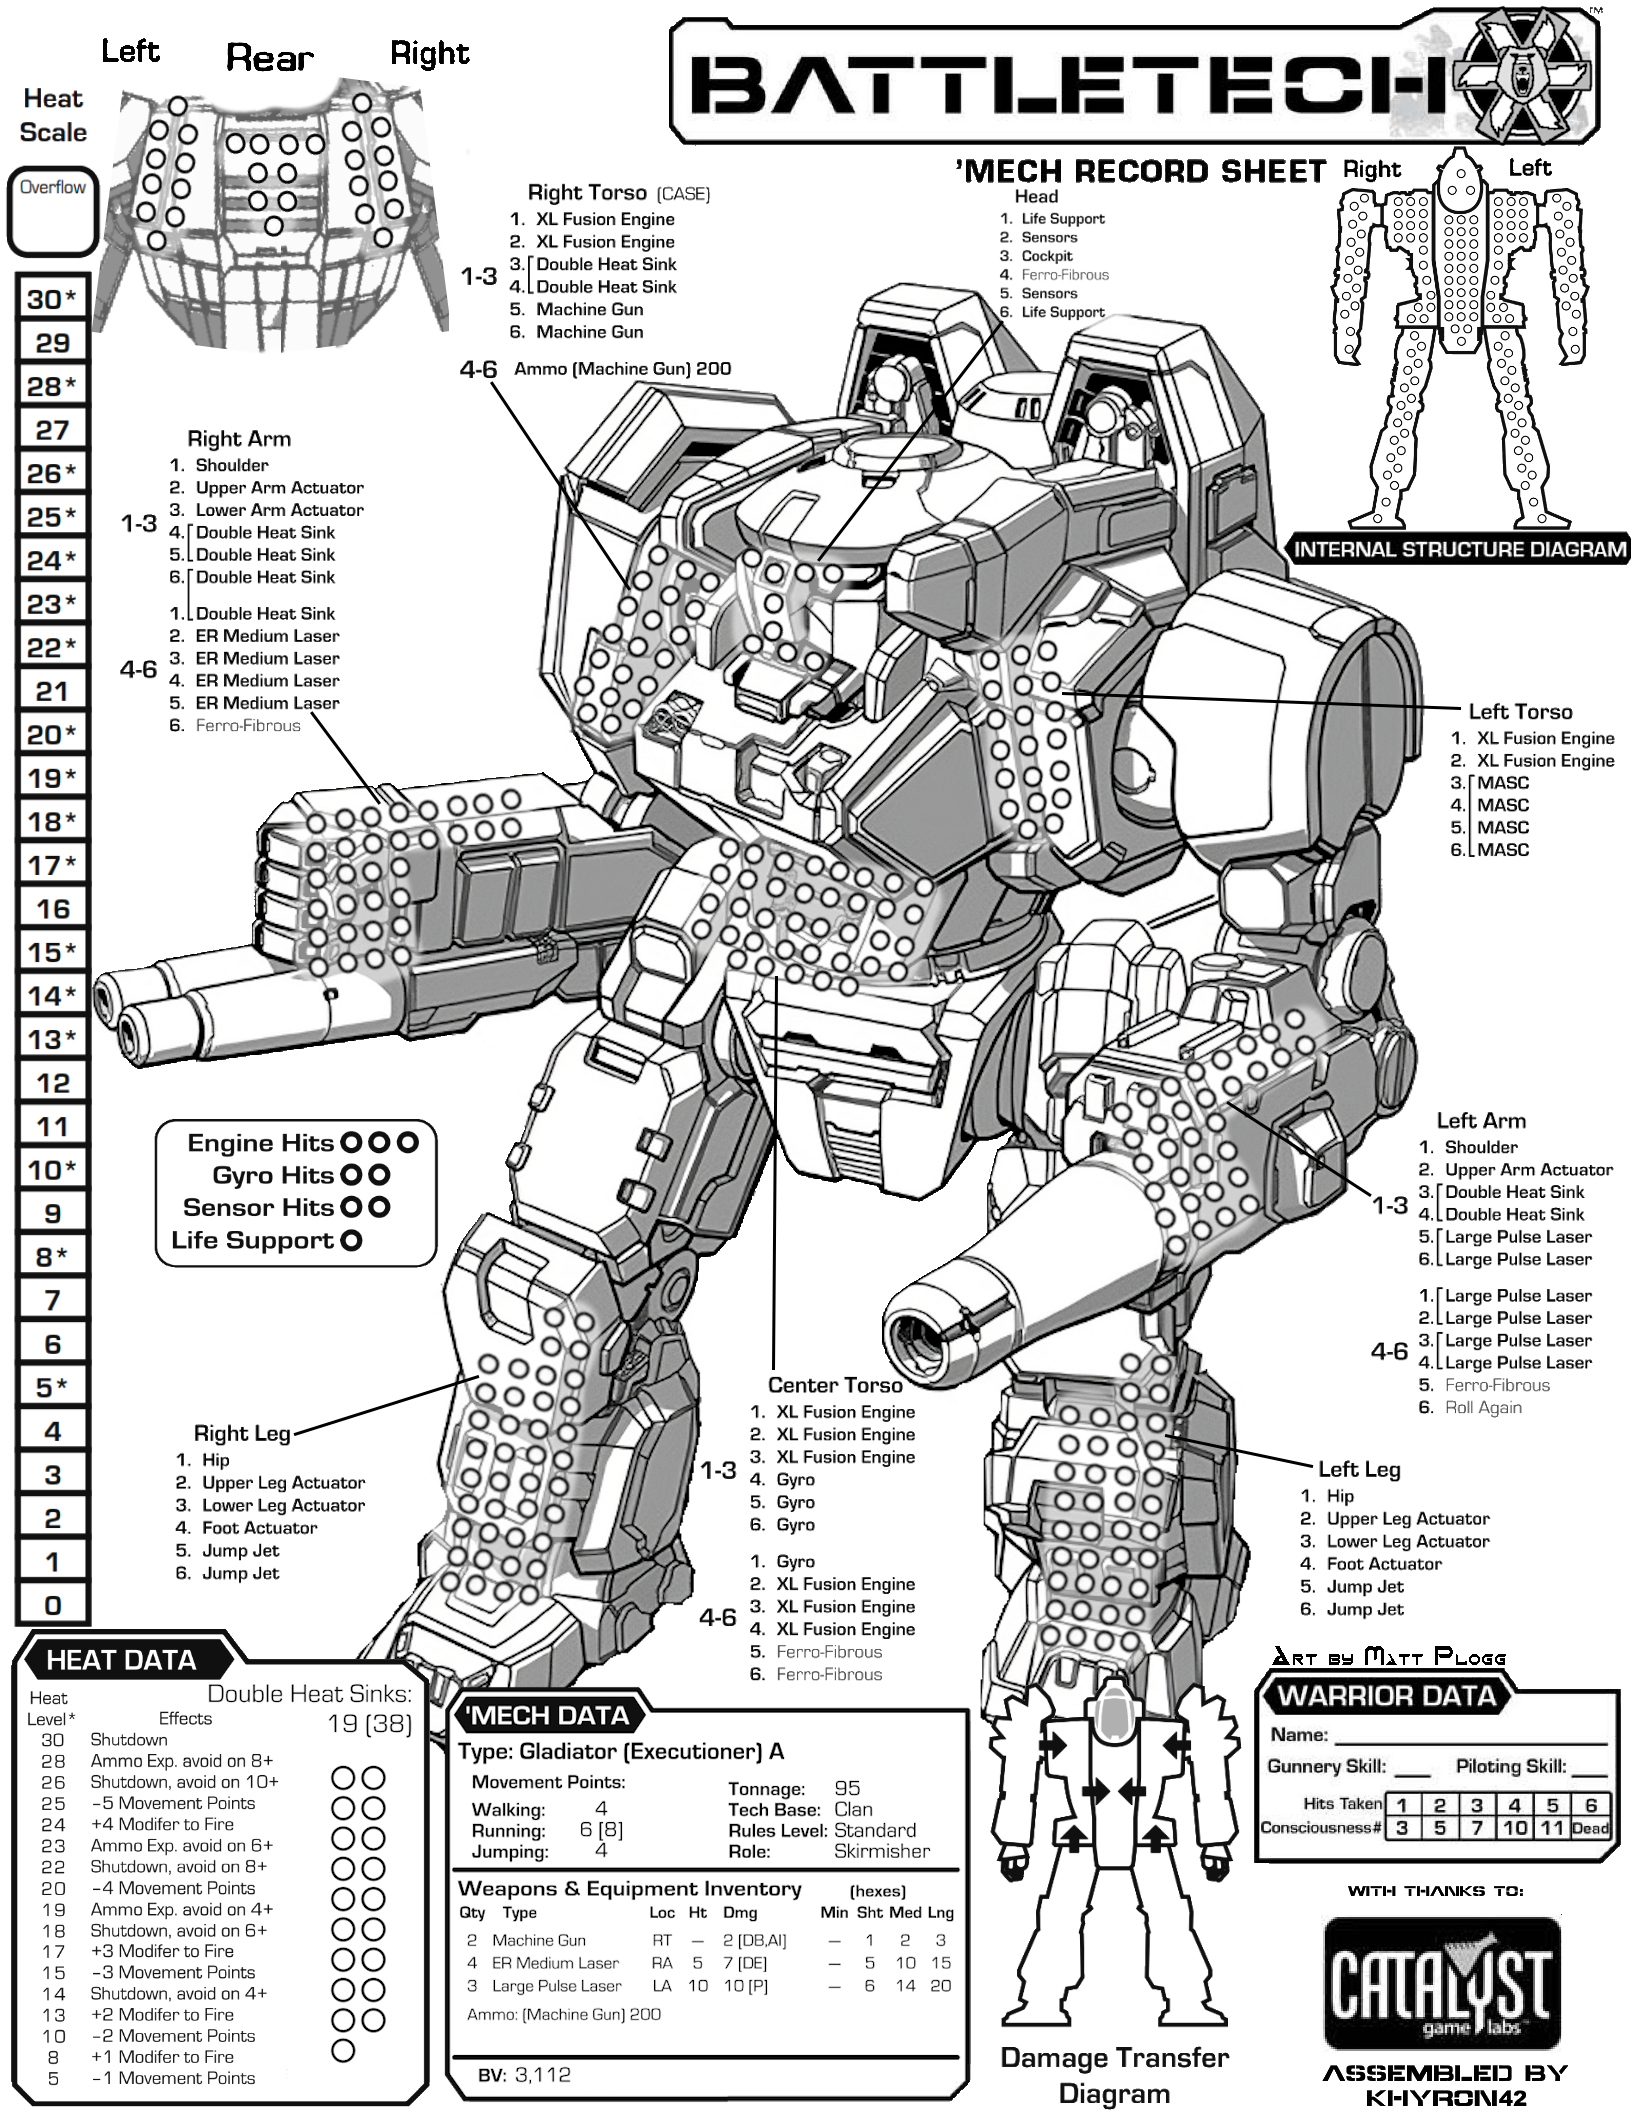 Left Rear Right
BATTLETECH
TM
'MECH RECORD SHEET
Right Left
INTERNAL STRUCTURE DIAGRAM
Heat
Scale
Overflow
30*
29
28*
27
26*
25*
24*
23*
22*
21
20*
19*
18*
17*
16
15*
14*
13*
12
11
10*
9
8*
7
6
5*
4
3
2
1
0
Right Torso (CASE)
1. XL Fusion Engine
2. XL Fusion Engine
1-3 3. Double Heat Sink
4. Double Heat Sink
5. Machine Gun
6. Machine Gun
4-6 Ammo (Machine Gun) 200
Head
1. Life Support
2. Sensors
3. Cockpit
4. Ferro-Fibrous
5. Sensors
6. Life Support
Right Arm
1. Shoulder
2. Upper Arm Actuator
3. Lower Arm Actuator
1-3 4. Double Heat Sink
5. Double Heat Sink
6. Double Heat Sink
1. Double Heat Sink
2. ER Medium Laser
4-6 3. ER Medium Laser
4. ER Medium Laser
5. ER Medium Laser
6. Ferro-Fibrous
Left Torso
1. XL Fusion Engine
2. XL Fusion Engine
3. MASC
4. MASC
5. MASC
6. MASC
Engine Hits
Gyro Hits
Sensor Hits
Life Support
Left Arm
1. Shoulder
2. Upper Arm Actuator
3. Double Heat Sink
1-3 4. Double Heat Sink
5. Large Pulse Laser
6. Large Pulse Laser
1. Large Pulse Laser
2. Large Pulse Laser
3. Large Pulse Laser
4-6 4. Large Pulse Laser
5. Ferro-Fibrous
6. Roll Again
Right Leg
1. Hip
2. Upper Leg Actuator
3. Lower Leg Actuator
4. Foot Actuator
5. Jump Jet
6. Jump Jet
Center Torso
1. XL Fusion Engine
2. XL Fusion Engine
3. XL Fusion Engine
1-3 4. Gyro
5. Gyro
6. Gyro
1. Gyro
2. XL Fusion Engine
4-6 3. XL Fusion Engine
4. XL Fusion Engine
5. Ferro-Fibrous
6. Ferro-Fibrous
Left Leg
1. Hip
2. Upper Leg Actuator
3. Lower Leg Actuator
4. Foot Actuator
5. Jump Jet
6. Jump Jet
HEAT DATA
Double Heat Sinks:
19 (38)
Heat
Level* Effects
30 Shutdown
28 Ammo Exp. avoid on 8+
26 Shutdown, avoid on 10+
25 -5 Movement Points
24 +4 Modifer to Fire
23 Ammo Exp. avoid on 6+
22 Shutdown, avoid on 8+
20 -4 Movement Points
19 Ammo Exp. avoid on 4+
18 Shutdown, avoid on 6+
17 +3 Modifer to Fire
15 -3 Movement Points
14 Shutdown, avoid on 4+
13 +2 Modifer to Fire
10 -2 Movement Points
8 +1 Modifer to Fire
5 -1 Movement Points
'MECH DATA
Type: Gladiator (Executioner) A
Movement Points:
Walking: 4
Running: 6 [8]
Jumping: 4
Tonnage: 95
Tech Base: Clan
Rules Level: Standard
Role: Skirmisher
Weapons & Equipment Inventory (hexes)
Qty Type Loc Ht Dmg Min Sht Med Lng
2 Machine Gun RT — 2 [DB,AI] — 1 2 3
4 ER Medium Laser RA 5 7 [DE] — 5 10 15
3 Large Pulse Laser LA 10 10 [P] — 6 14 20
Ammo: (Machine Gun) 200
BV: 3,112
Damage Transfer
Diagram
Art by Matt Plogg
WARRIOR DATA
Name:
Gunnery Skill: Piloting Skill:
Hits Taken 1 2 3 4 5 6
Consciousness# 3 5 7 10 11 Dead
WITH THANKS TO:
CATALYST
game labs
ASSEMBLED BY
KHYRON42